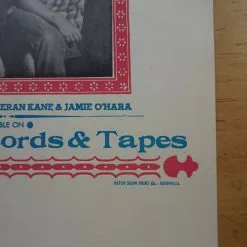 ERAN KANE & JAMIE O'HARA
BLE ON
ords & Tapes
HATCH SHOW PRINT Co.- NASHVILLE